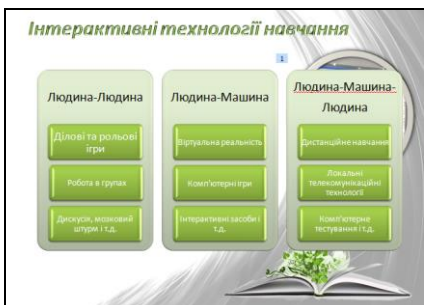 Інтерактивні технології навчання
1
Людина-Людина
Ділові та рольові
ігри
Робота в групах
Дискусія, мозковий
штурм і т.д.
Людина-Машина
Віртуальна реальність
Комп'ютерні ігри
Інтерактивні засоби і
т.д.
Людина-Машина-
Людина
Дистанційне навчання
Локальні
телекомунікаційні
технології
Комп'ютерне
тестування і т.д.